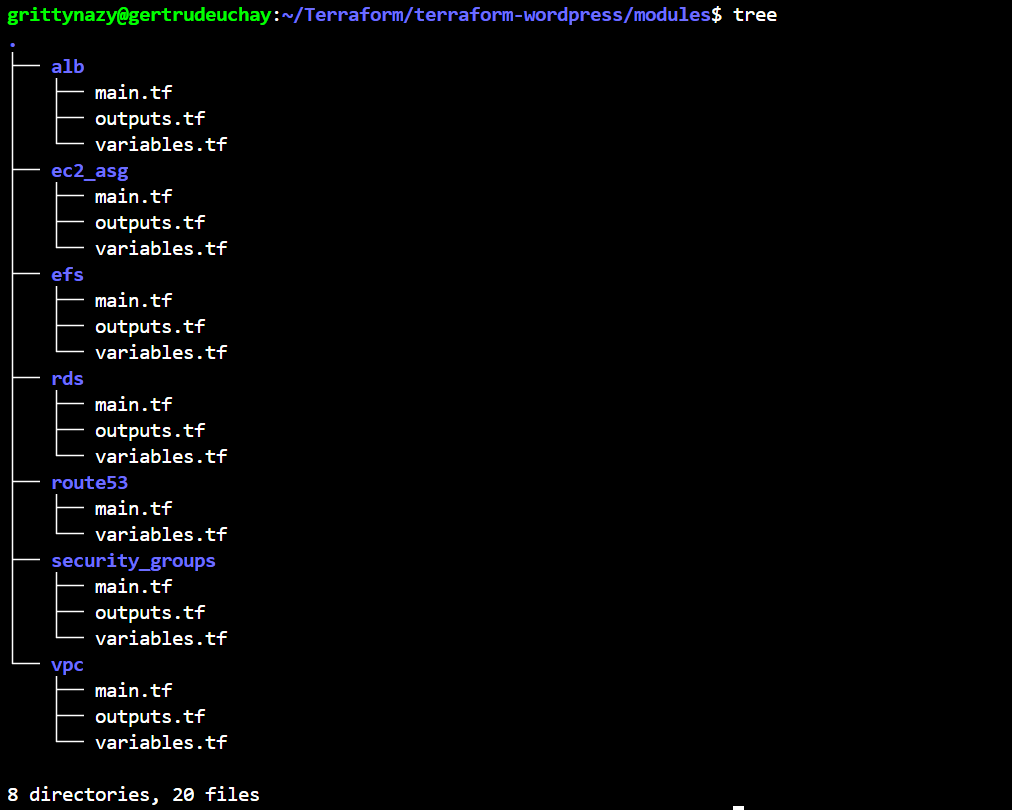 grittynazy@gertrudeuchay:~/Terraform/terraform-wordpress/modules$ tree
.
├── alb
│   ├── main.tf
│   ├── outputs.tf
│   └── variables.tf
├── ec2_asg
│   ├── main.tf
│   ├── outputs.tf
│   └── variables.tf
├── efs
│   ├── main.tf
│   ├── outputs.tf
│   └── variables.tf
├── rds
│   ├── main.tf
│   ├── outputs.tf
│   └── variables.tf
├── route53
│   ├── main.tf
│   └── variables.tf
├── security_groups
│   ├── main.tf
│   ├── outputs.tf
│   └── variables.tf
└── vpc
    ├── main.tf
    ├── outputs.tf
    └── variables.tf

8 directories, 20 files